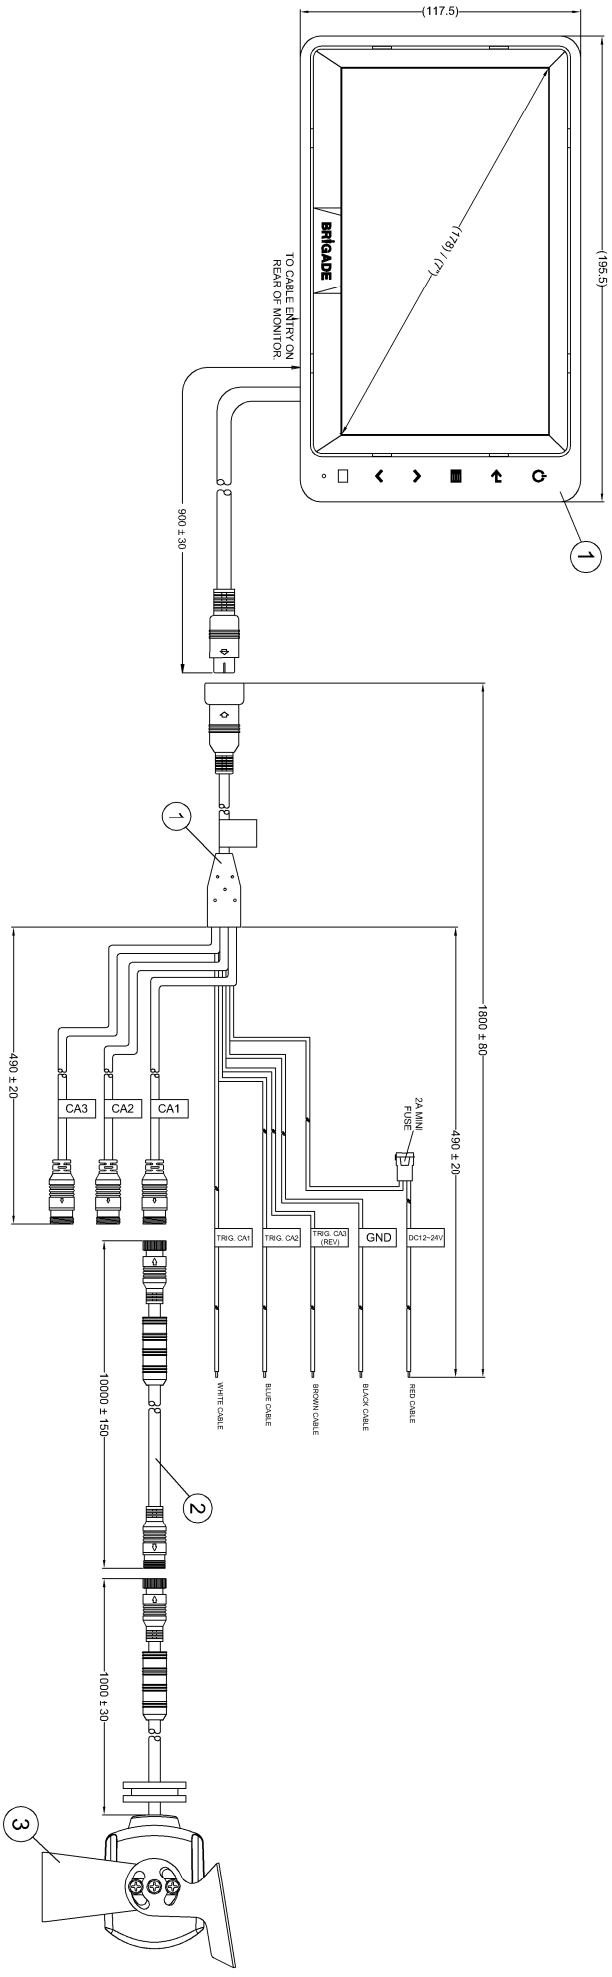 (117.5)
(195.5)
(178) / (7")
BRIGADE
TO CABLE ENTRY ON
REAR OF MONITOR.
1
900 ± 30
1
1800 ± 80
490 ± 20
490 ± 20
2A MINI
FUSE
CA3
CA2
CA1
TRIG. CA1
TRIG. CA2
TRIG. CA3
(REV)
GND
DC12~24V
WHITE CABLE
BLUE CABLE
BROWN CABLE
BLACK CABLE
RED CABLE
10000 ± 150
2
1000 ± 30
3